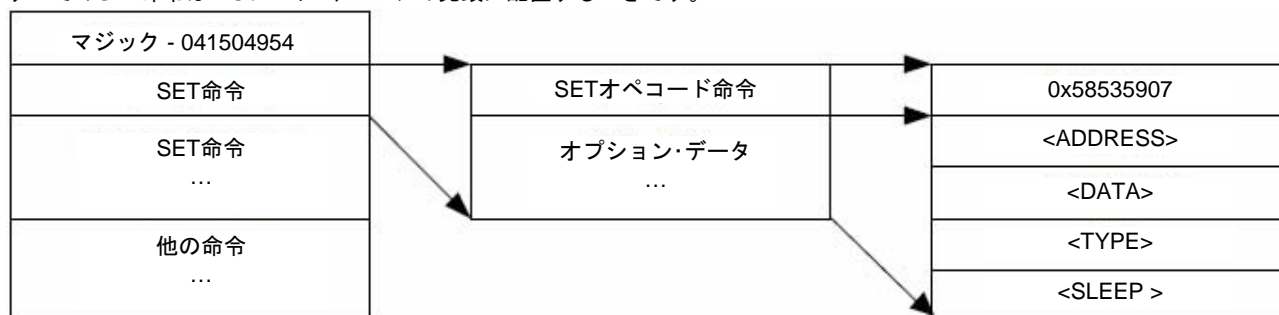 マジック - 041504954
SET命令
SET命令
…
他の命令
…
SETオペコード命令
オプション・データ
…
0x58535907
<ADDRESS>
<DATA>
<TYPE>
<SLEEP >